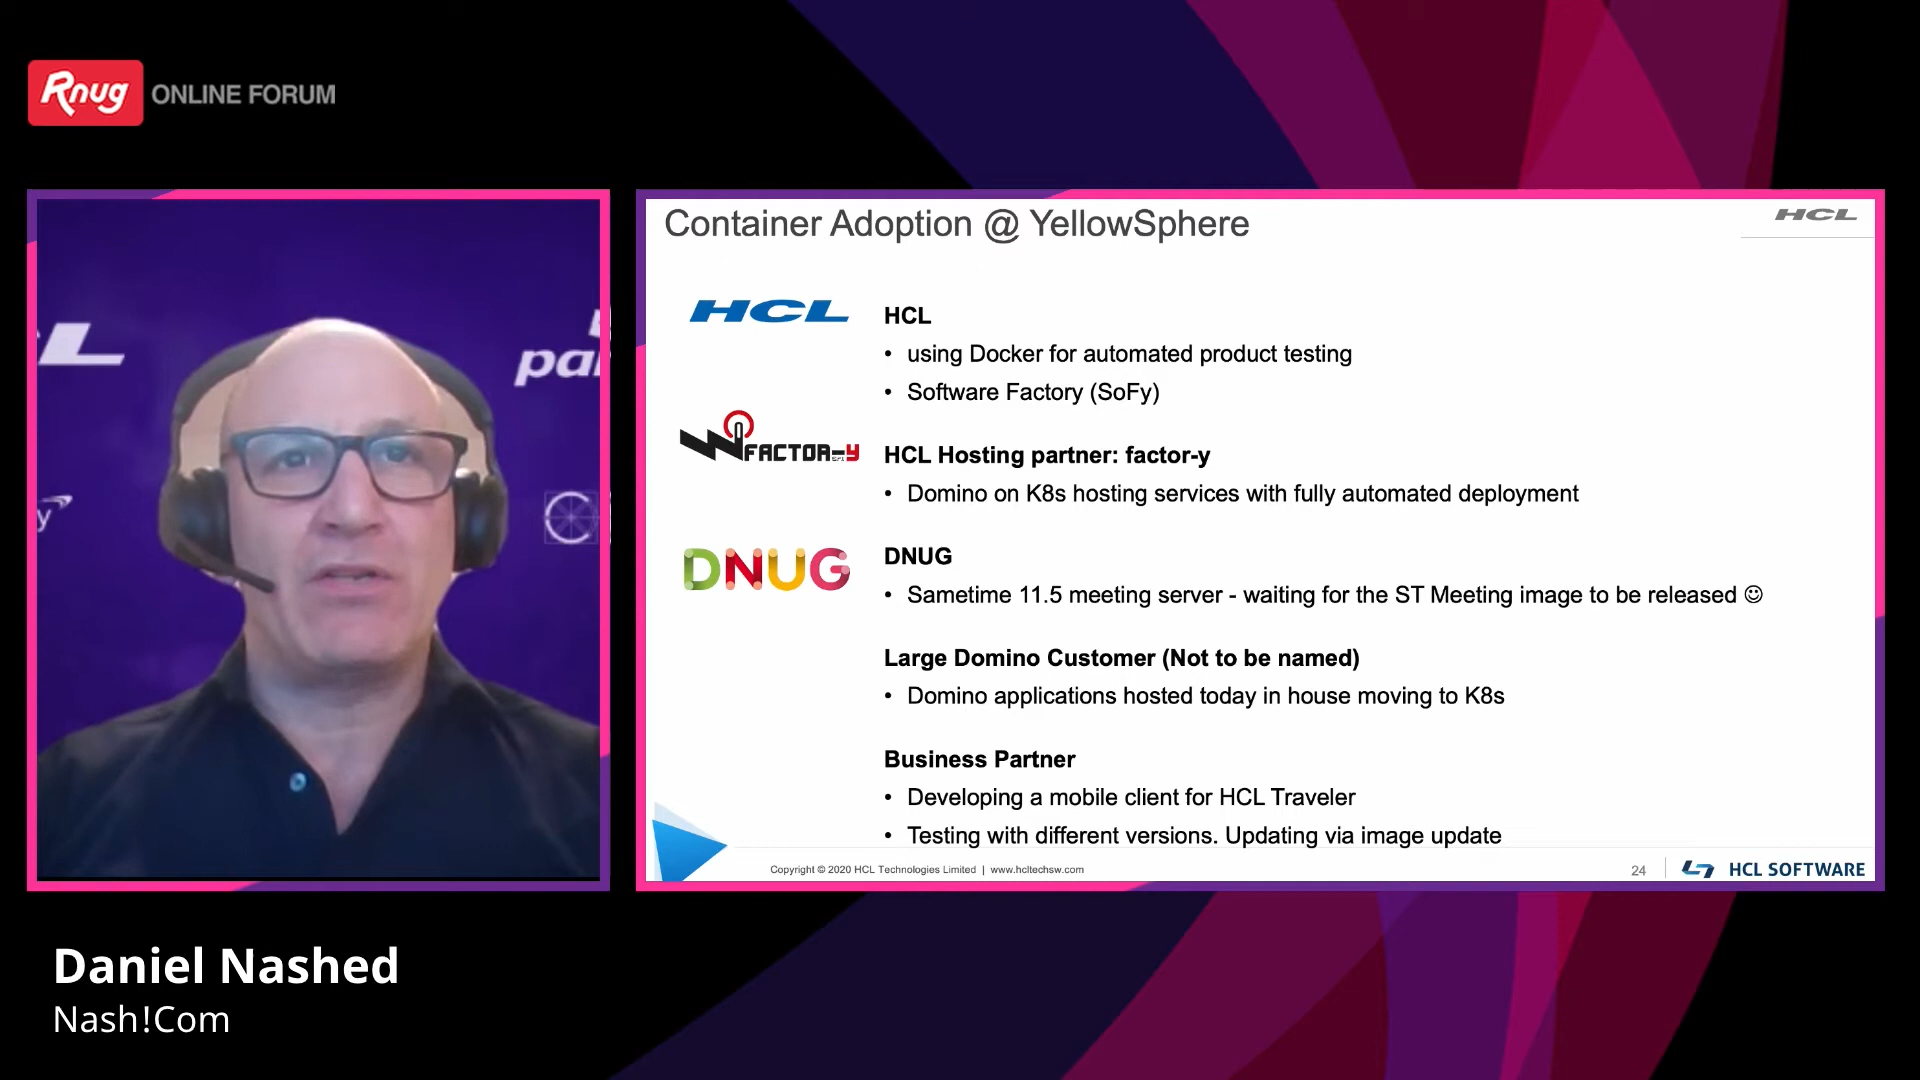 Rnug ONLINE FORUM
Container Adoption @ YellowSphere
HCL
HCL
HCL
• using Docker for automated product testing
• Software Factory (SoFy)
FACTOR-Y
HCL Hosting partner: factor-y
• Domino on K8s hosting services with fully automated deployment
DNUG
DNUG
• Sametime 11.5 meeting server - waiting for the ST Meeting image to be released ☺
Large Domino Customer (Not to be named)
• Domino applications hosted today in house moving to K8s
Business Partner
• Developing a mobile client for HCL Traveler
• Testing with different versions. Updating via image update
Copyright © 2020 HCL Technologies Limited | www.hcltechsw.com
24
HCL SOFTWARE
L
pa
y
Daniel Nashed
Nash!Com